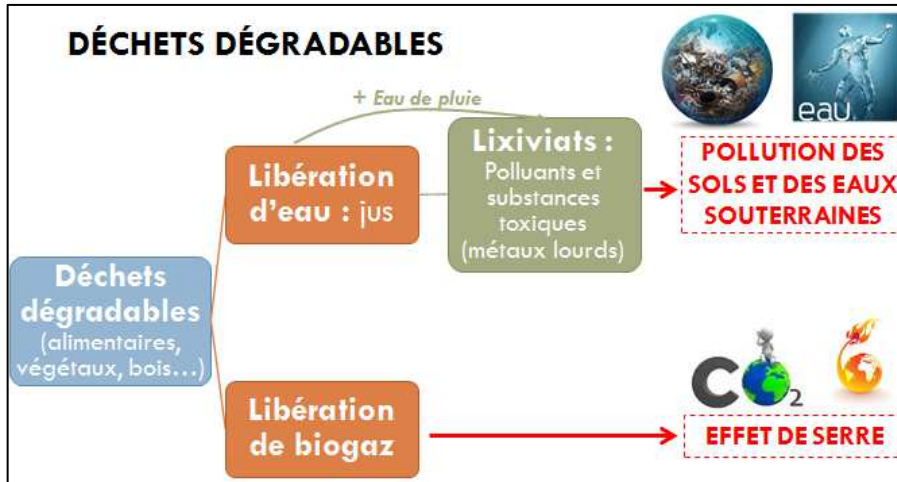 DÉCHETS DÉGRADABLES
+ Eau de pluie
eau
Libération
d'eau : jus
Lixiviats :
Polluants et
substances
toxiques
(métaux lourds)
POLLUTION DES
SOLS ET DES EAUX
SOUTERRAINES
Déchets
dégradables
(alimentaires,
végétaux, bois...)
Libération
de biogaz
CO2
EFFET DE SERRE